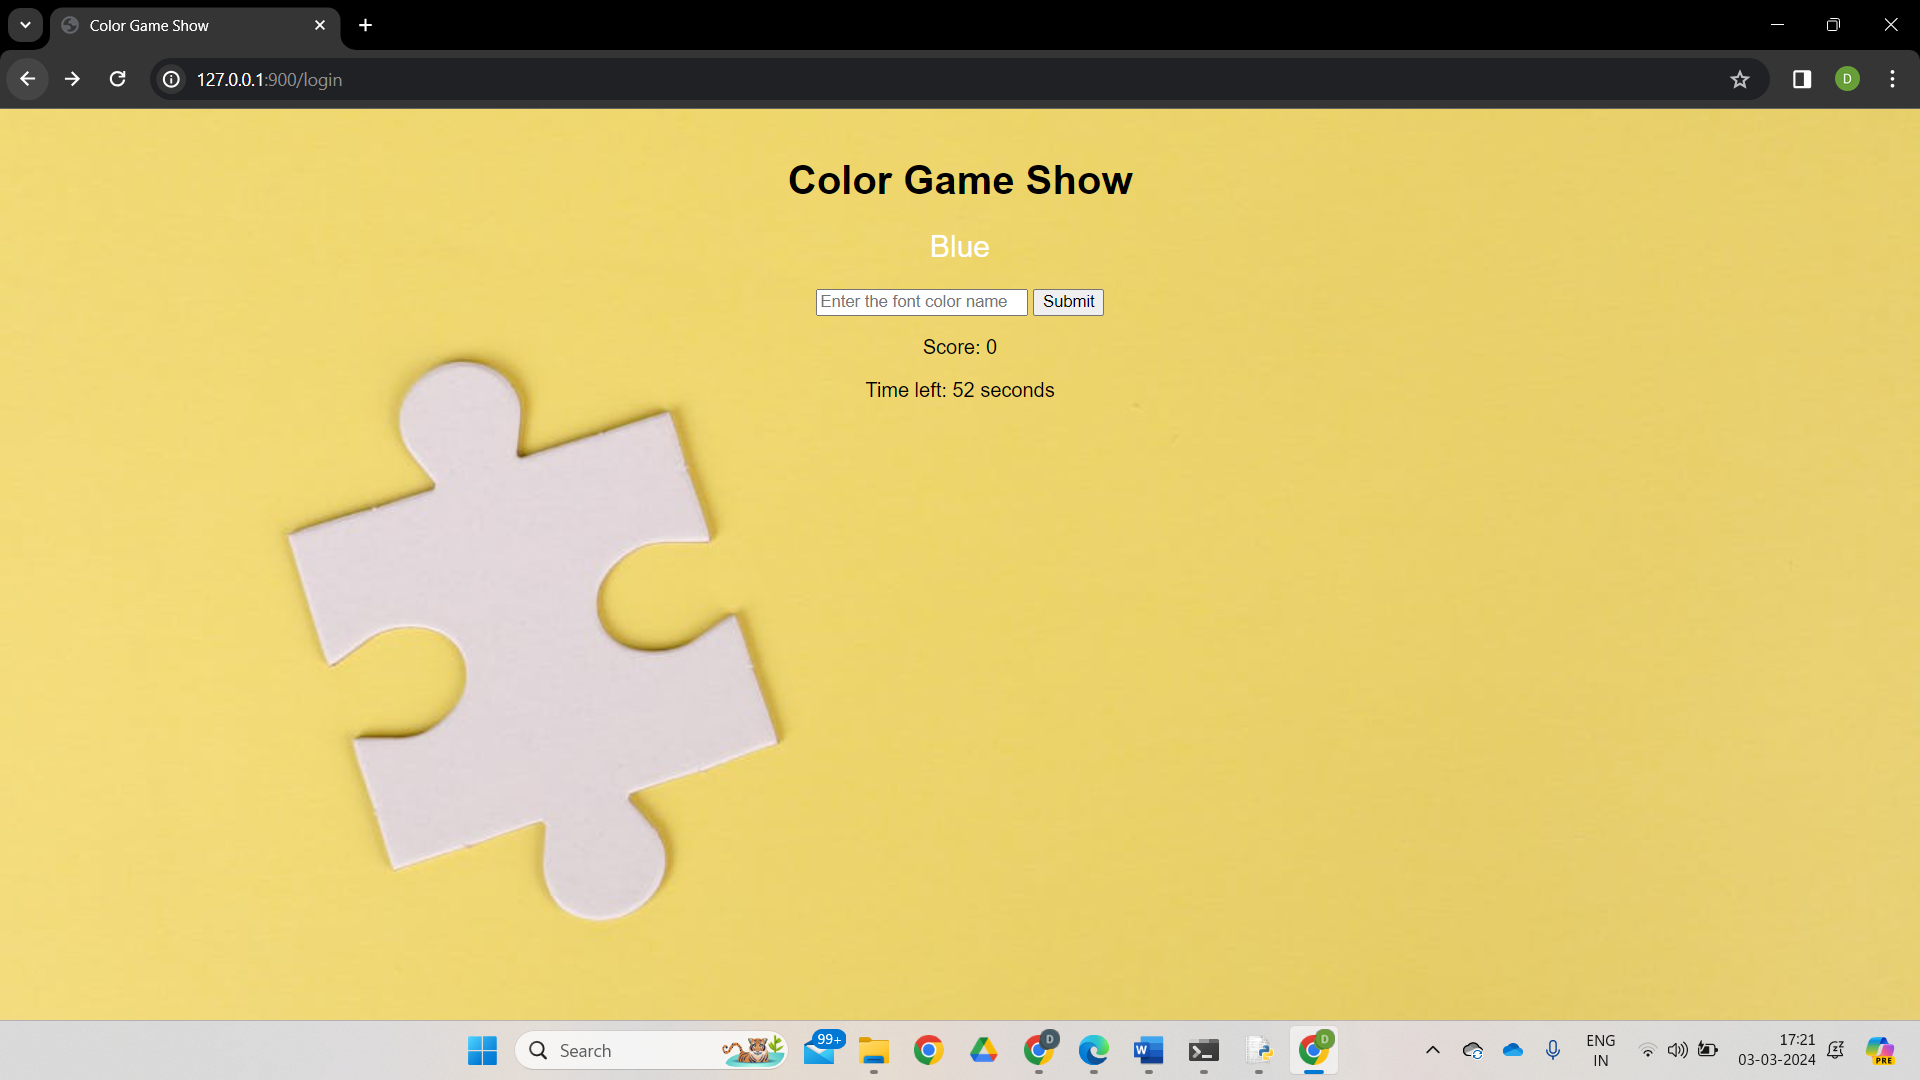 Color Game Show
127.0.0.1:900/login
D
Color Game Show
Blue
Enter the font color name Submit
Score: 0
Time left: 52 seconds
Search
99+
D
W
D
ENG
IN
17:21
03-03-2024
PRE